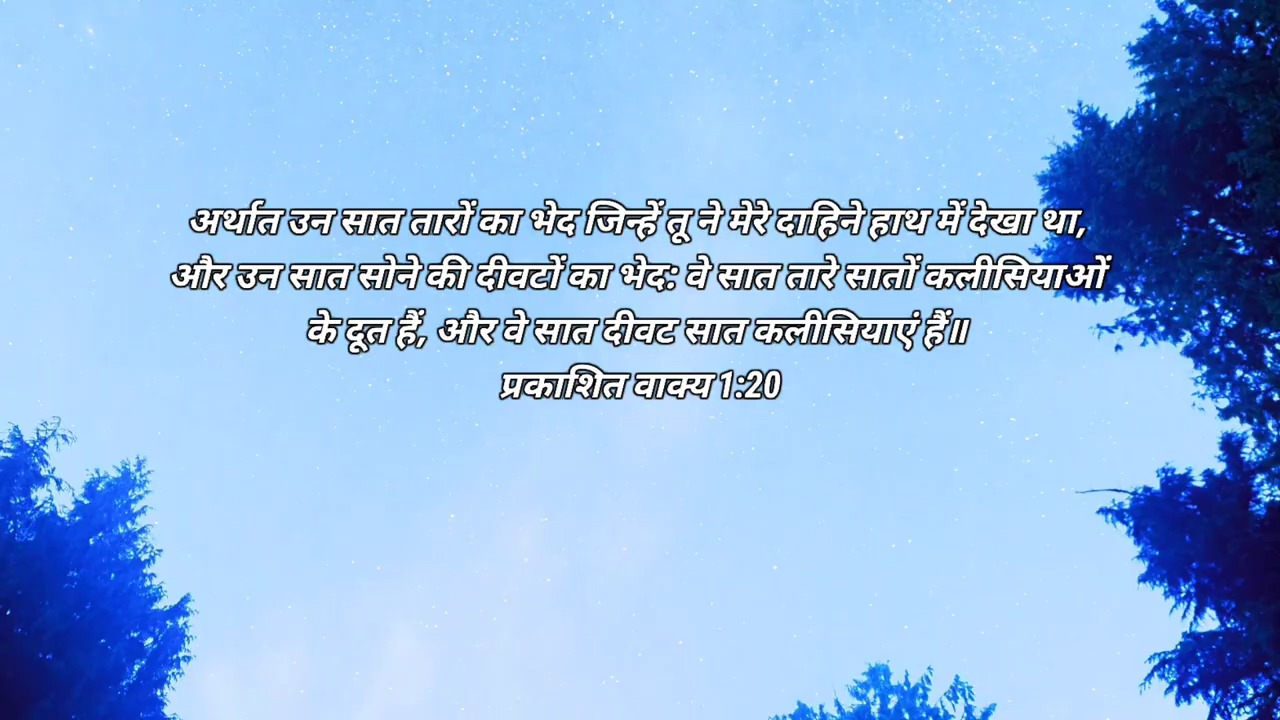 अर्थात उन सात तारों का भेद जिन्हें तू ने मेरे दाहिने हाथ में देखा था,
और उन सात सोने की दीवटों का भेद: वे सात तारे सातों कलीसियाओं
के दूत हैं, और वे सात दीवट सात कलीसियाएं हैं॥
प्रकाशित वाक्य 1:20